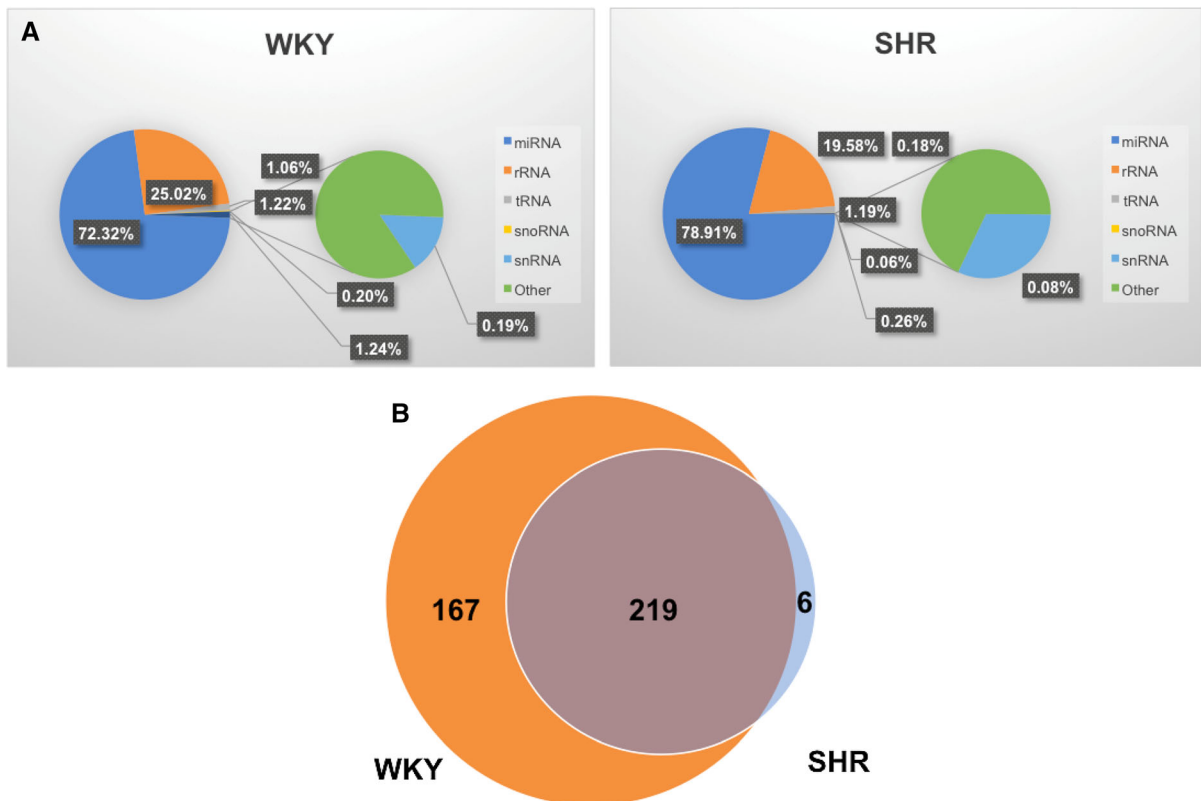 A
WKY
1.06%
25.02%
1.22%
72.32%
0.20%
0.19%
1.24%
miRNA
rRNA
tRNA
snoRNA
snRNA
Other
SHR
19.58%
0.18%
1.19%
78.91%
0.06%
0.08%
0.26%
miRNA
rRNA
tRNA
snoRNA
snRNA
Other
B
167
219
6
WKY
SHR